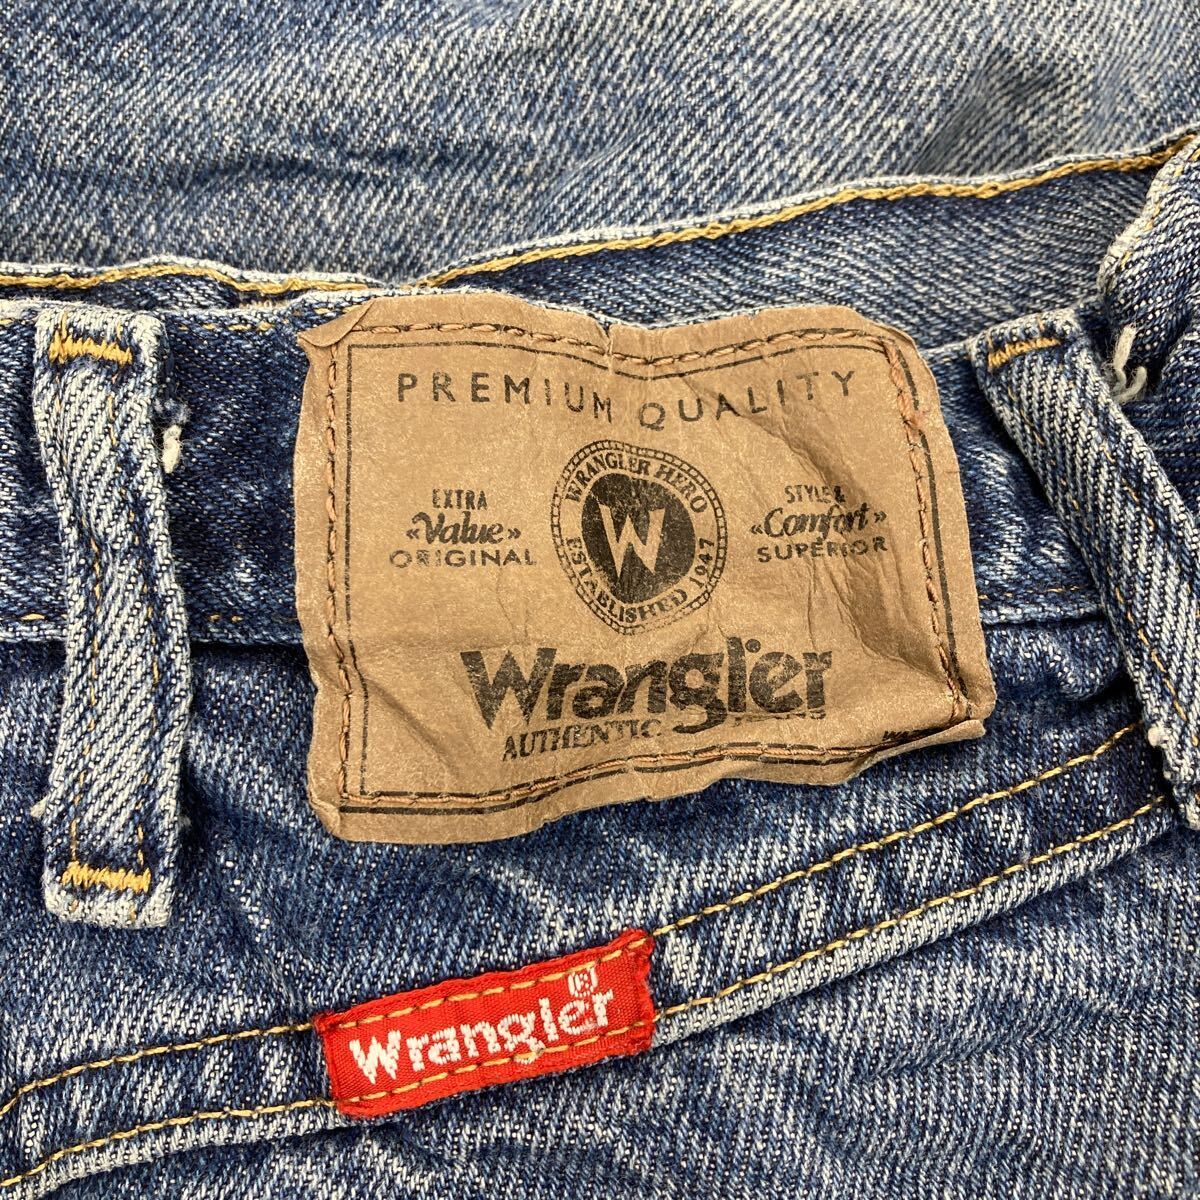 PREMIUM QUALITY
EXTRA
«Value»
ORIGINAL
WRANGLER HERO
W
ESTABLISHED 1947
STYLE &
«Comfort»
SUPERIOR
Wrangler
AUTHENTIC
Wrangler®